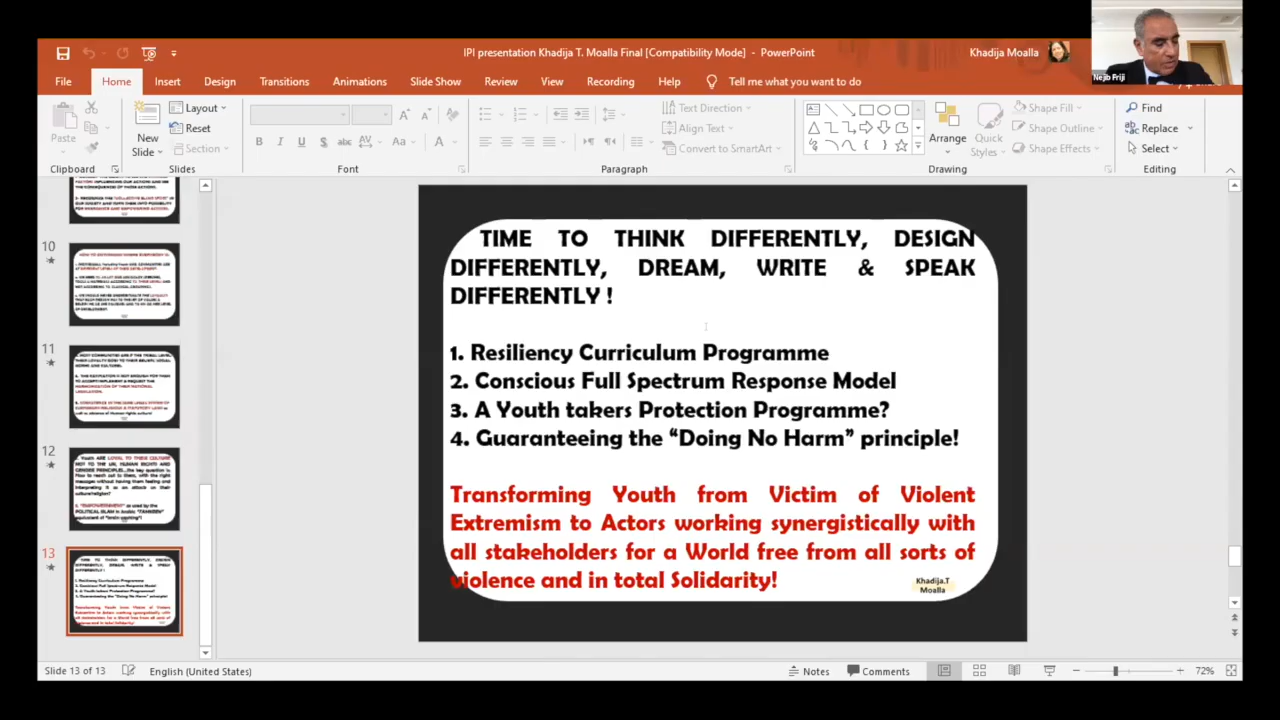 IPI presentation Khadija T. Moalla Final [Compatibility Mode] - PowerPoint
Khadija Moalla
Nejib Friji
File Home Insert Design Transitions Animations Slide Show Review View Recording Help Tell me what you want to do
Paste
New
Slide
Layout
Reset
Section
Text Direction
Align Text
Convert to SmartArt
Arrange
Quick
Styles
Shape Fill
Shape Outline
Shape Effects
Find
Replace
Select
Clipboard Slides Font Paragraph Drawing Editing
10
11
12
13
TIME TO THINK DIFFERENTLY, DESIGN
DIFFERENTLY, DREAM, WRITE & SPEAK
DIFFERENTLY !
1. Resiliency Curriculum Programme
2. Conscious Full Spectrum Response Model
3. A Youth takers Protection Programme?
4. Guaranteeing the “Doing No Harm” principle!
Transforming Youth from Victim of Violent
Extremism to Actors working synergistically with
all stakeholders for a World free from all sorts of
violence and in total Solidarity!
Khadija.T
Moalla
Slide 13 of 13 English (United States) Notes Comments 72%